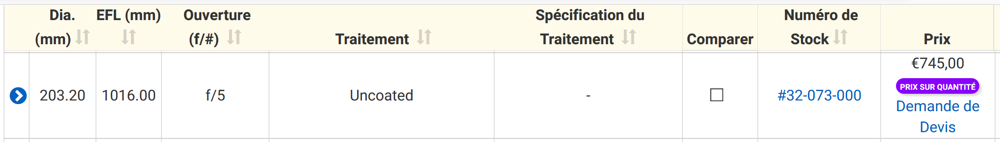 Dia. (mm)
EFL (mm)
Ouverture (f/#)
Traitement
Spécification du Traitement
Comparer
Numéro de Stock
Prix
203.20
1016.00
f/5
Uncoated
-
#32-073-000
€745,00
PRIX SUR QUANTITÉ
Demande de
Devis